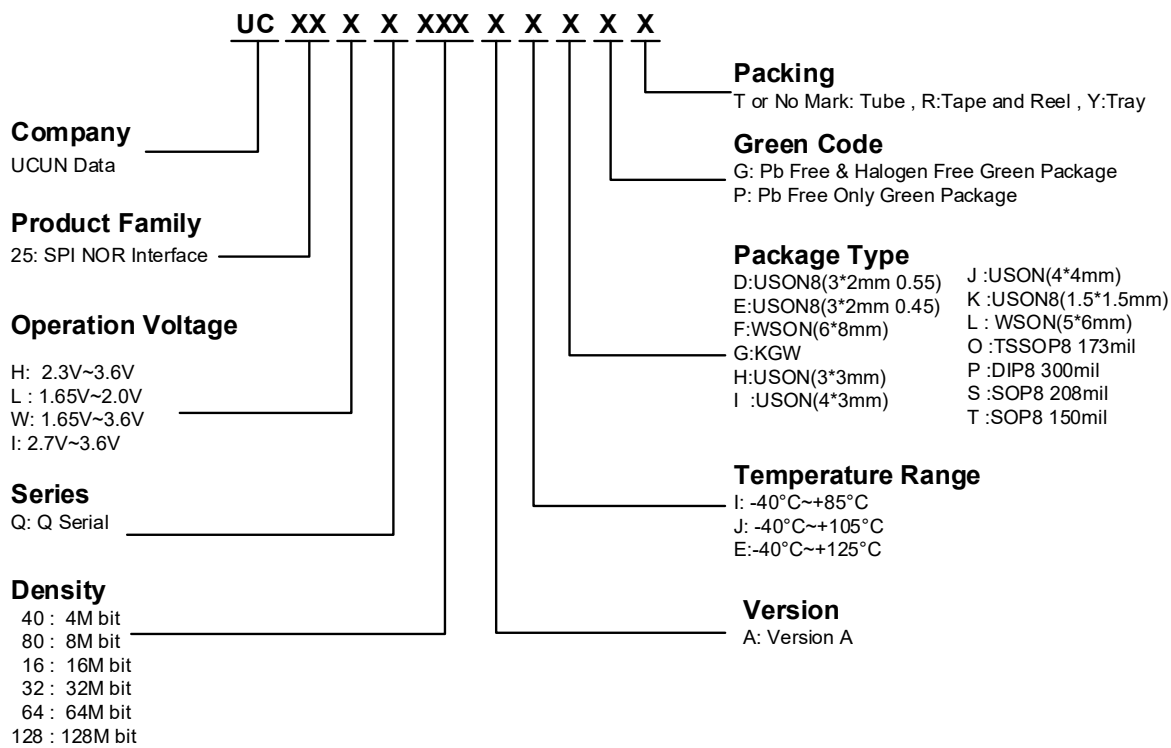 UC XX X X XXX X X X X X
Company
UCUN Data
Product Family
25: SPI NOR Interface
Operation Voltage
H: 2.3V~3.6V
L : 1.65V~2.0V
W: 1.65V~3.6V
I: 2.7V~3.6V
Series
Q: Q Serial
Density
40 : 4M bit
80 : 8M bit
16 : 16M bit
32 : 32M bit
64 : 64M bit
128 : 128M bit
Packing
T or No Mark: Tube , R:Tape and Reel , Y:Tray
Green Code
G: Pb Free & Halogen Free Green Package
P: Pb Free Only Green Package
Package Type
D:USON8(3*2mm 0.55)
E:USON8(3*2mm 0.45)
F:WSON(6*8mm)
G:KGW
H:USON(3*3mm)
I :USON(4*3mm)
J :USON(4*4mm)
K :USON8(1.5*1.5mm)
L : WSON(5*6mm)
O :TSSOP8 173mil
P :DIP8 300mil
S :SOP8 208mil
T :SOP8 150mil
Temperature Range
I: -40°C~+85°C
J: -40°C~+105°C
E:-40°C~+125°C
Version
A: Version A